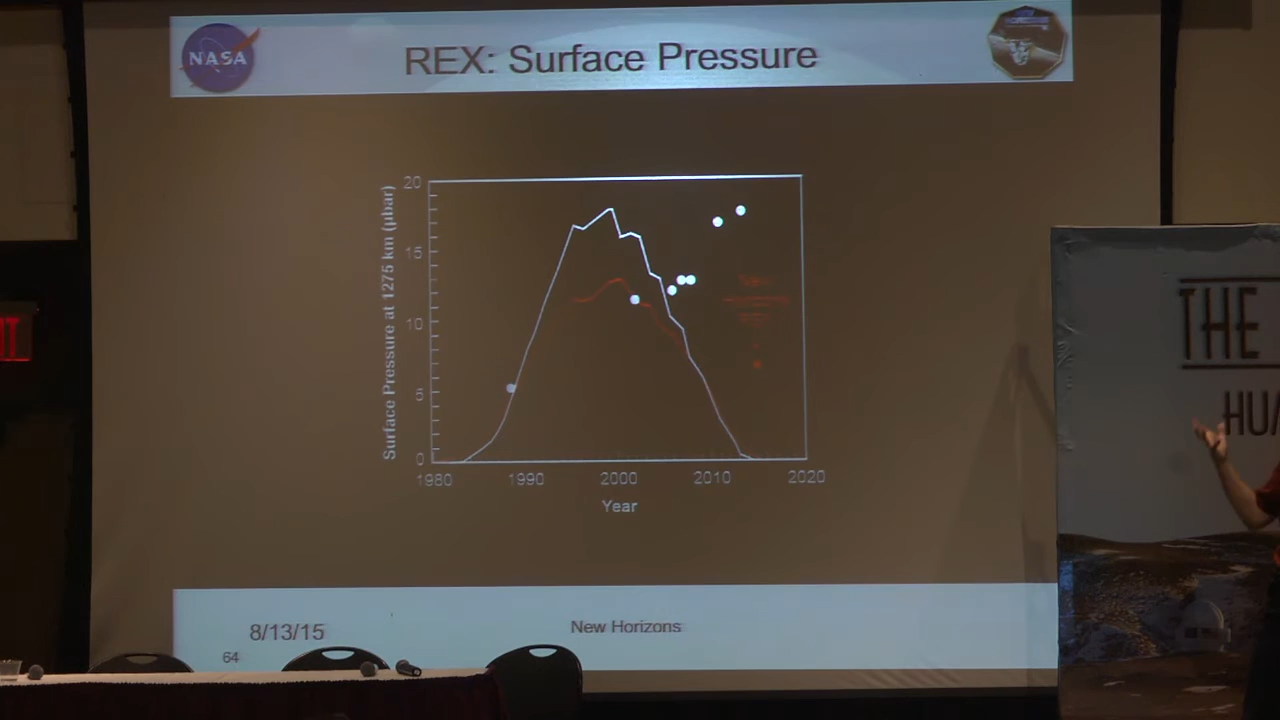 NASA
REX: Surface Pressure
Surface Pressure at 1275 km (μbar)
20
15
10
5
0
1980
1990
2000
2010
2020
Year
8/13/15
New Horizons
64
THE
HUM